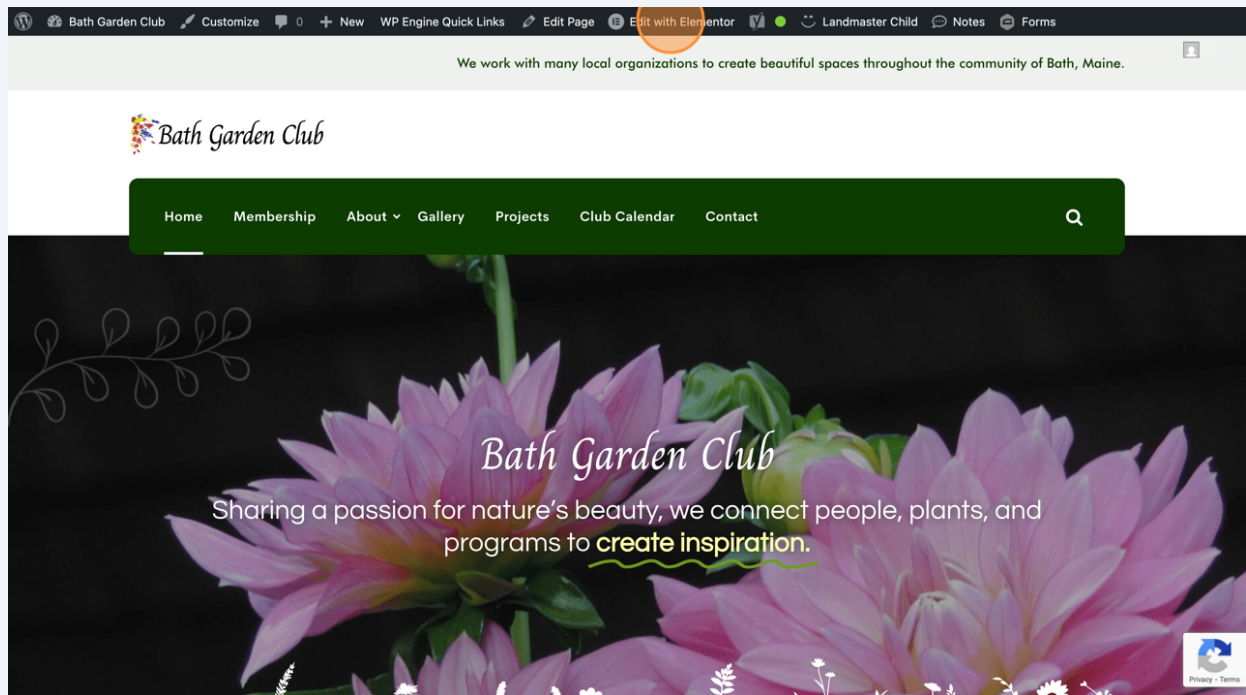 Bath Garden Club Customize 0 New WP Engine Quick Links Edit Page Edit with Elementor Landmaster Child Notes Forms
We work with many local organizations to create beautiful spaces throughout the community of Bath, Maine.
Bath Garden Club
Home Membership About Gallery Projects Club Calendar Contact
Bath Garden Club
Sharing a passion for nature's beauty, we connect people, plants, and
programs to create inspiration.
Privacy - Terms